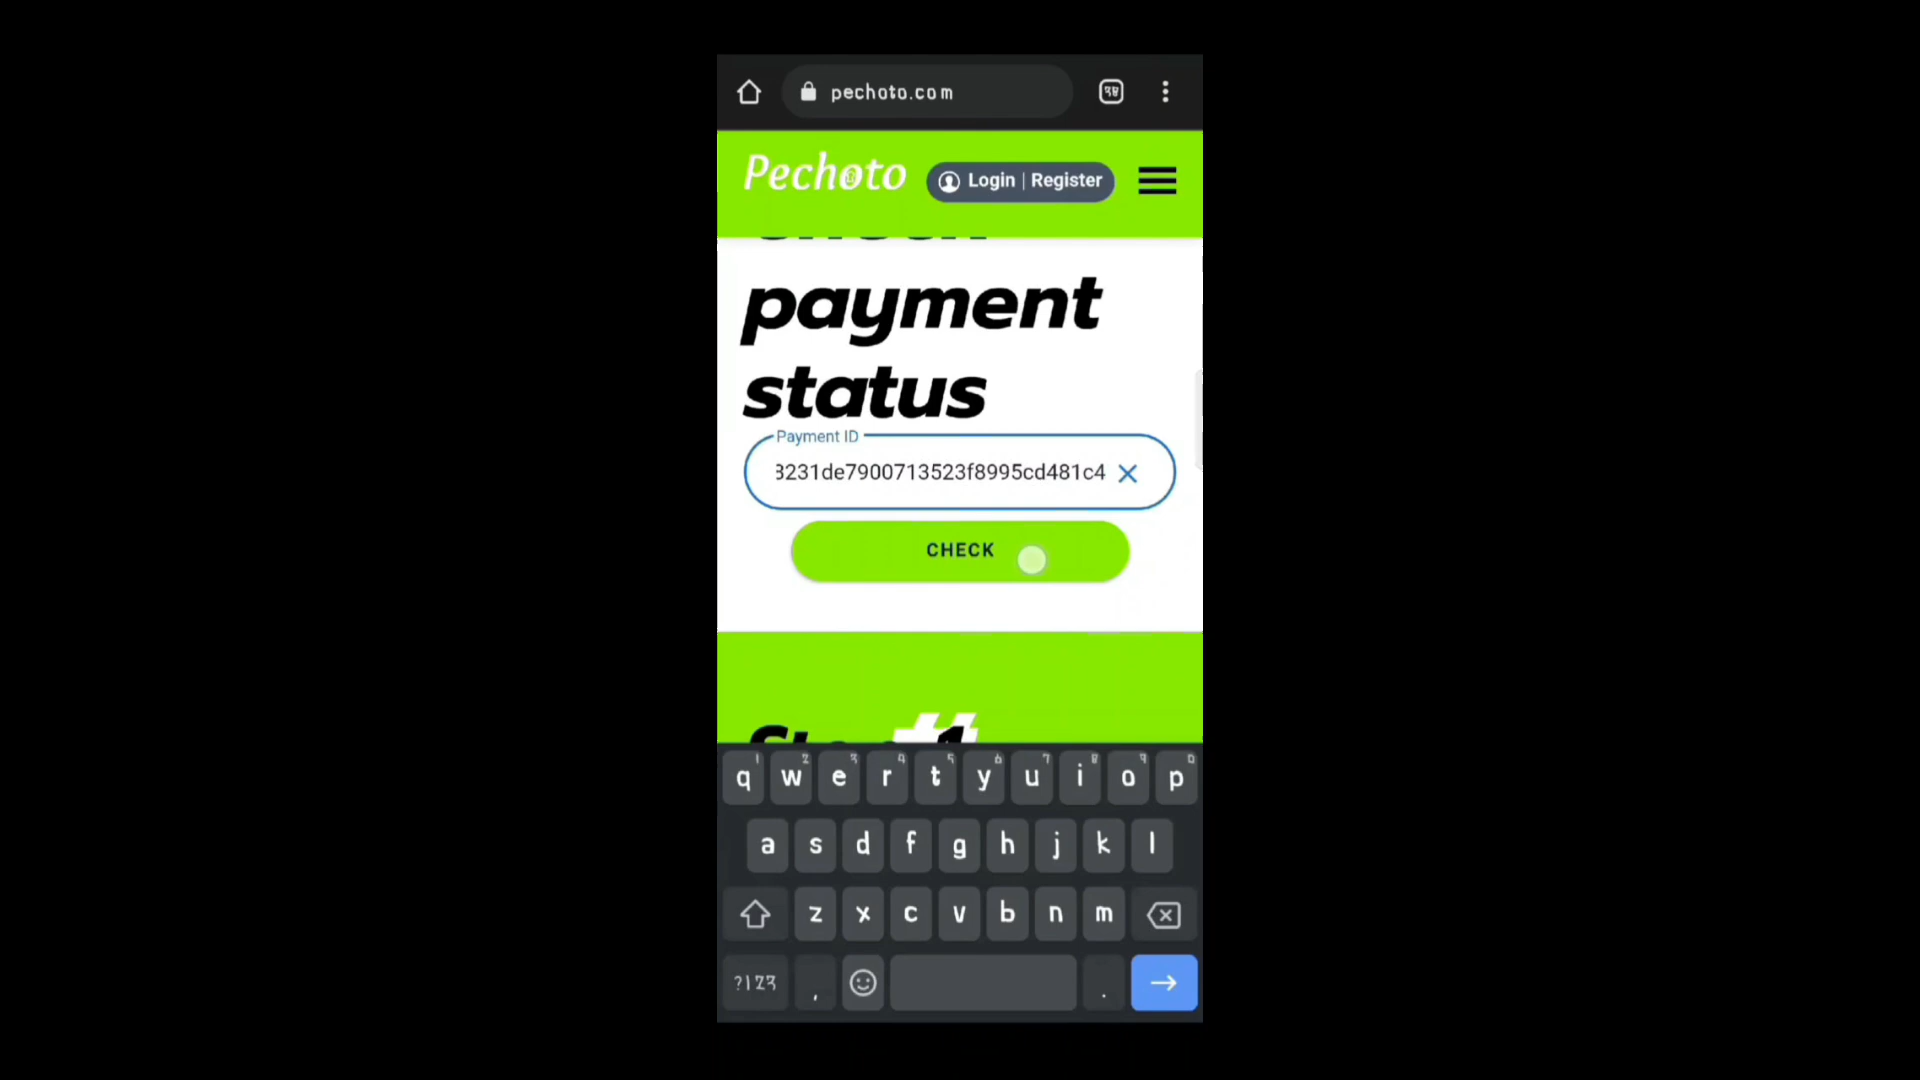 pechoto.com
Pechoto
Login | Register
payment
status
Payment ID
3231de7900713523f8995cd481c4
CHECK
q w e r t y u i o p
a s d f g h j k l
z x c v b n m
?123 , .